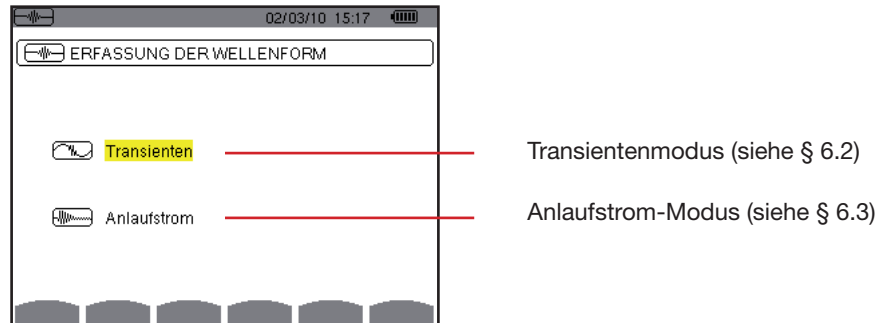 02/03/10 15:17
ERFASSUNG DER WELLENFORM
Transienten
Transientenmodus (siehe § 6.2)
Anlaufstrom
Anlaufstrom-Modus (siehe § 6.3)